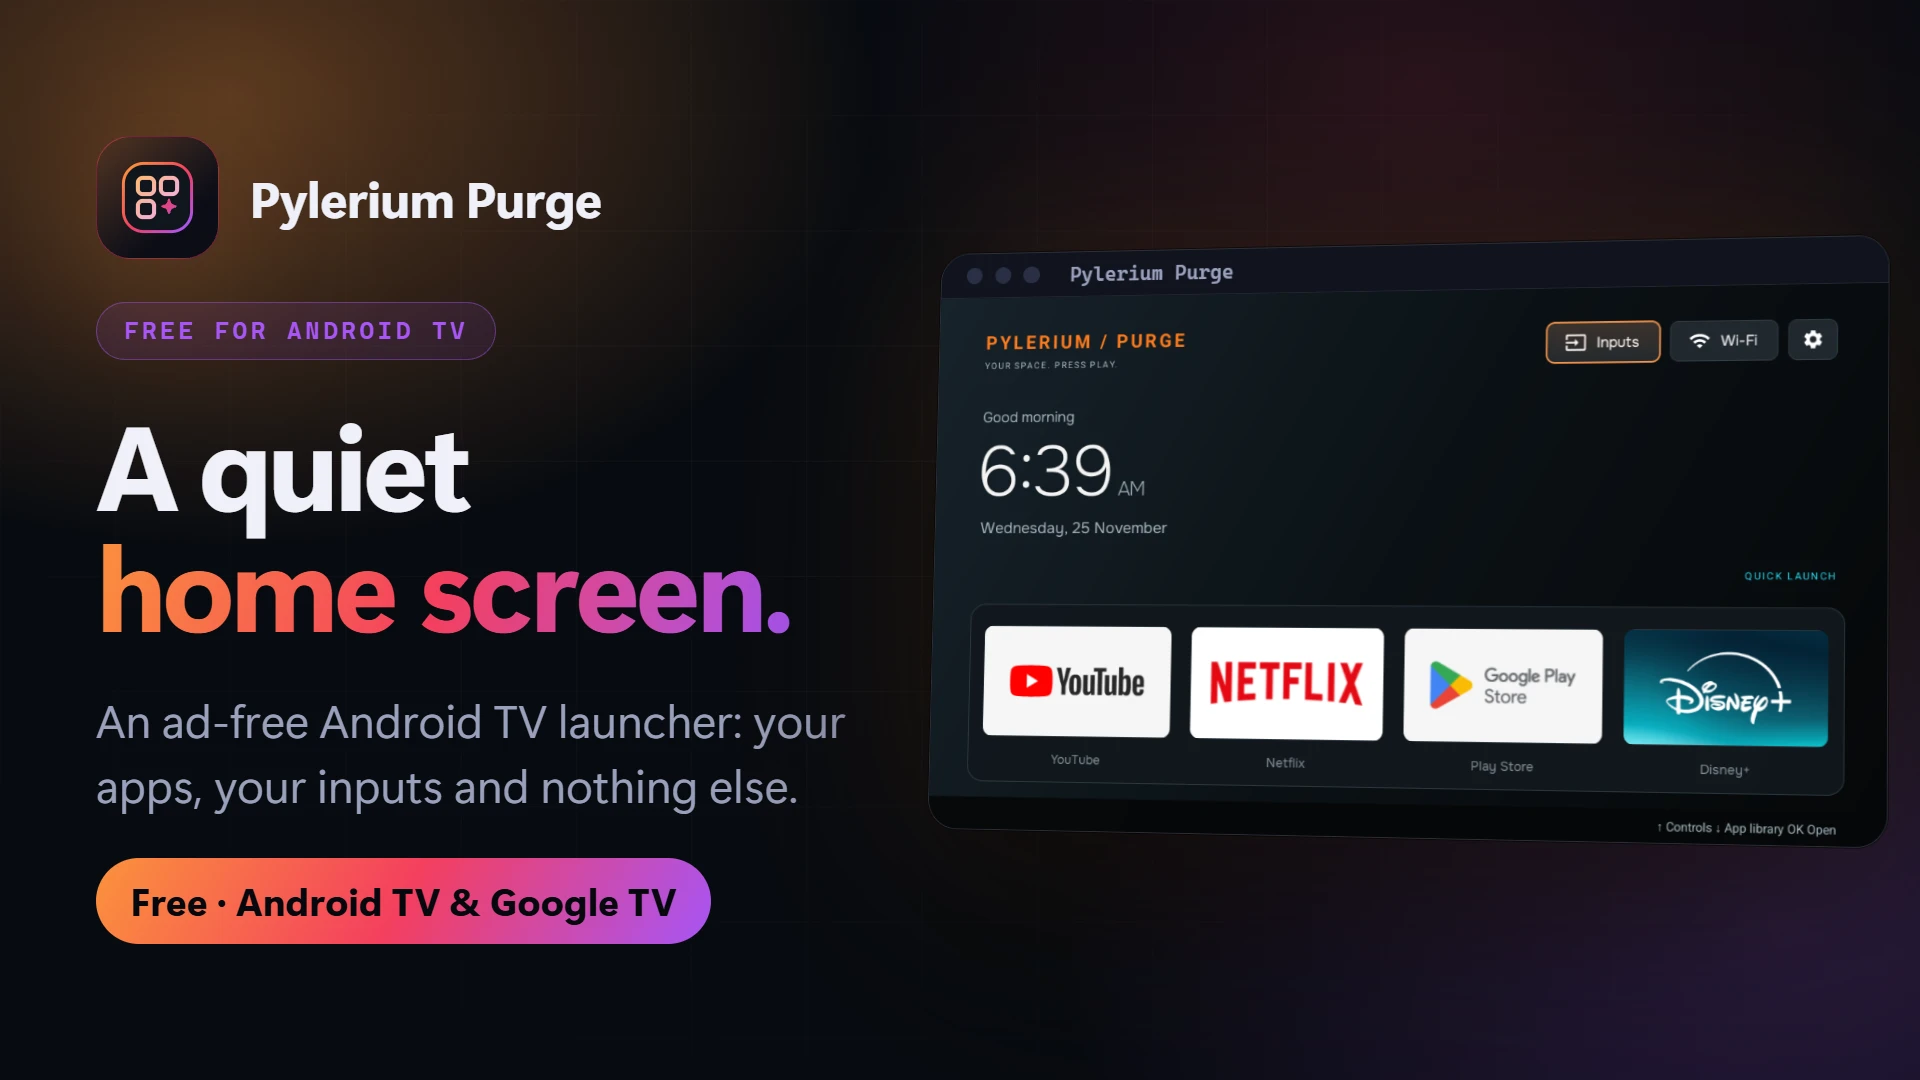 Pylerium Purge
FREE FOR ANDROID TV
A quiet
home screen.
An ad-free Android TV launcher: your
apps, your inputs and nothing else.
Free · Android TV & Google TV
Pylerium Purge
PYLERIUM / PURGE
YOUR SPACE. PRESS PLAY.
Inputs
Wi-Fi
Good morning
6:39 AM
Wednesday, 25 November
QUICK LAUNCH
YouTube
NETFLIX
Google Play
Store
Disney+
YouTube
Netflix
Play Store
Disney+
↑ Controls ↓ App library OK Open